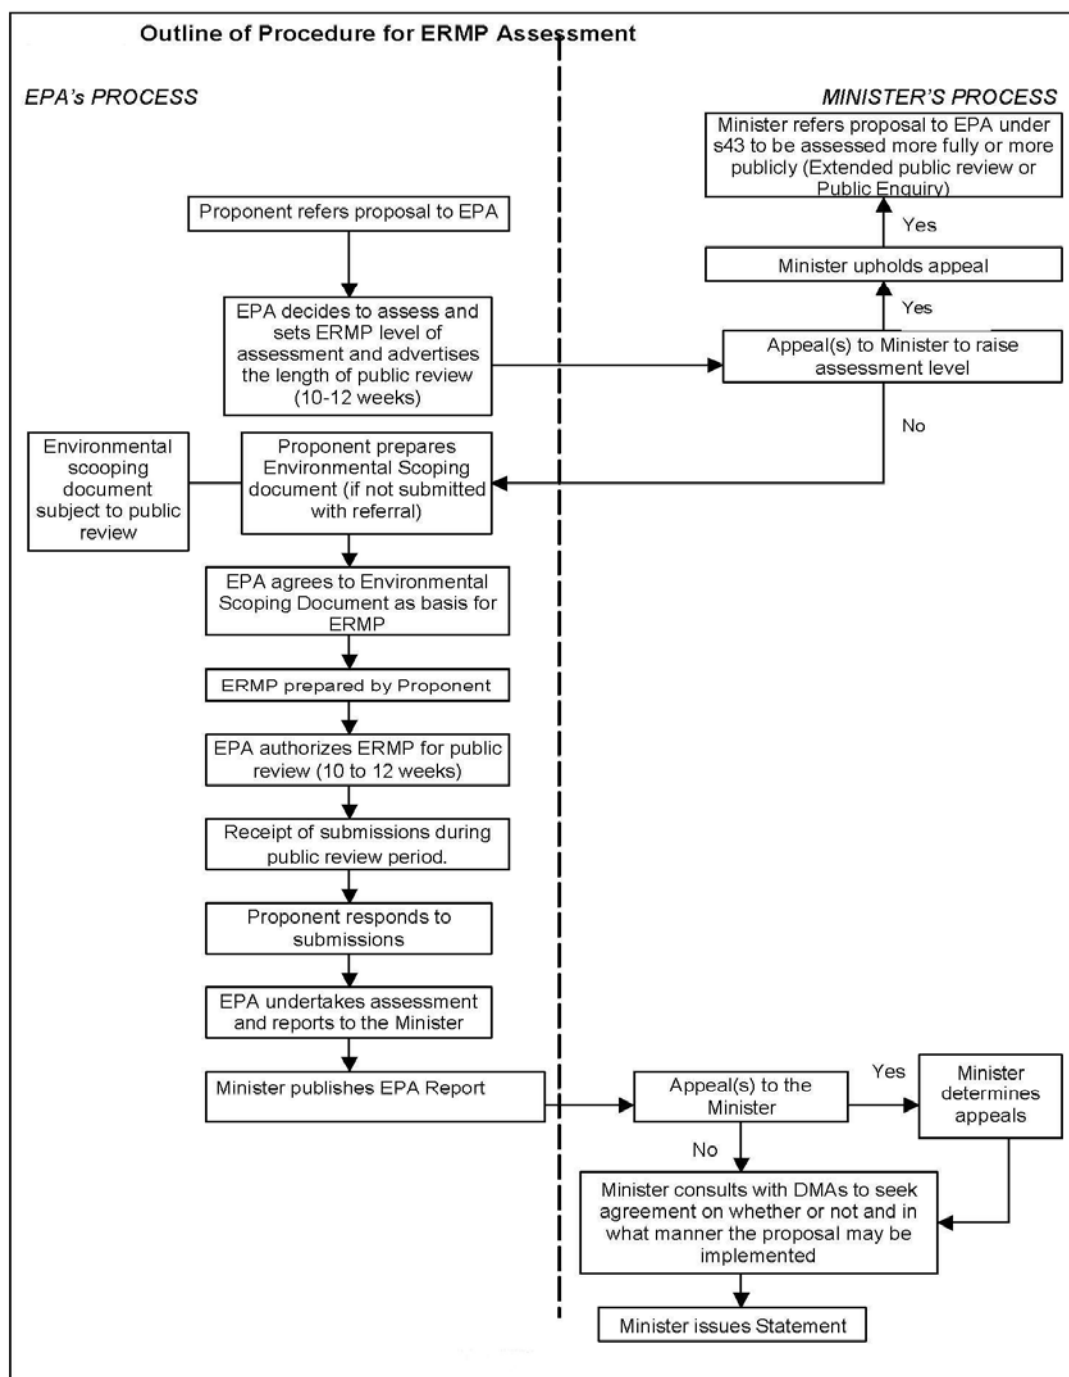 Outline of Procedure for ERMP Assessment
EPA's PROCESS
MINISTER'S PROCESS
Minister refers proposal to EPA under
s43 to be assessed more fully or more
publicly (Extended public review or
Public Enquiry)
Yes
Minister upholds appeal
Yes
Proponent refers proposal to EPA
EPA decides to assess and
sets ERMP level of
assessment and advertises
the length of public review
(10-12 weeks)
Appeal(s) to Minister to raise
assessment level
No
Environmental
scooping
document
subject to public
review
Proponent prepares
Environmental Scoping
document (if not submitted
with referral)
EPA agrees to Environmental
Scoping Document as basis for
ERMP
ERMP prepared by Proponent
EPA authorizes ERMP for public
review (10 to 12 weeks)
Receipt of submissions during
public review period.
Proponent responds to
submissions
EPA undertakes assessment
and reports to the Minister
Minister publishes EPA Report
Appeal(s) to the
Minister
Yes
Minister
determines
appeals
No
Minister consults with DMAs to seek
agreement on whether or not and in
what manner the proposal may be
implemented
Minister issues Statement